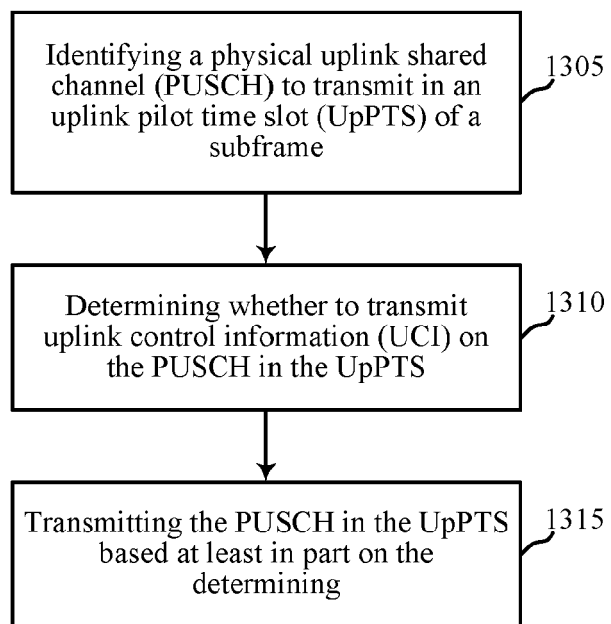 Identifying a physical uplink shared
channel (PUSCH) to transmit in an
uplink pilot time slot (UpPTS) of a
subframe
1305
Determining whether to transmit
uplink control information (UCI) on
the PUSCH in the UpPTS
1310
Transmitting the PUSCH in the UpPTS
based at least in part on the
determining
1315